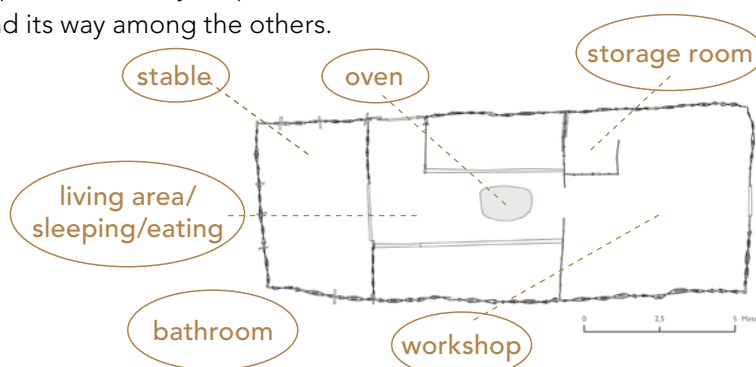 nd its way among the others.
storage room
stable
oven
living area/
sleeping/eating
bathroom
workshop
0 2,5 5